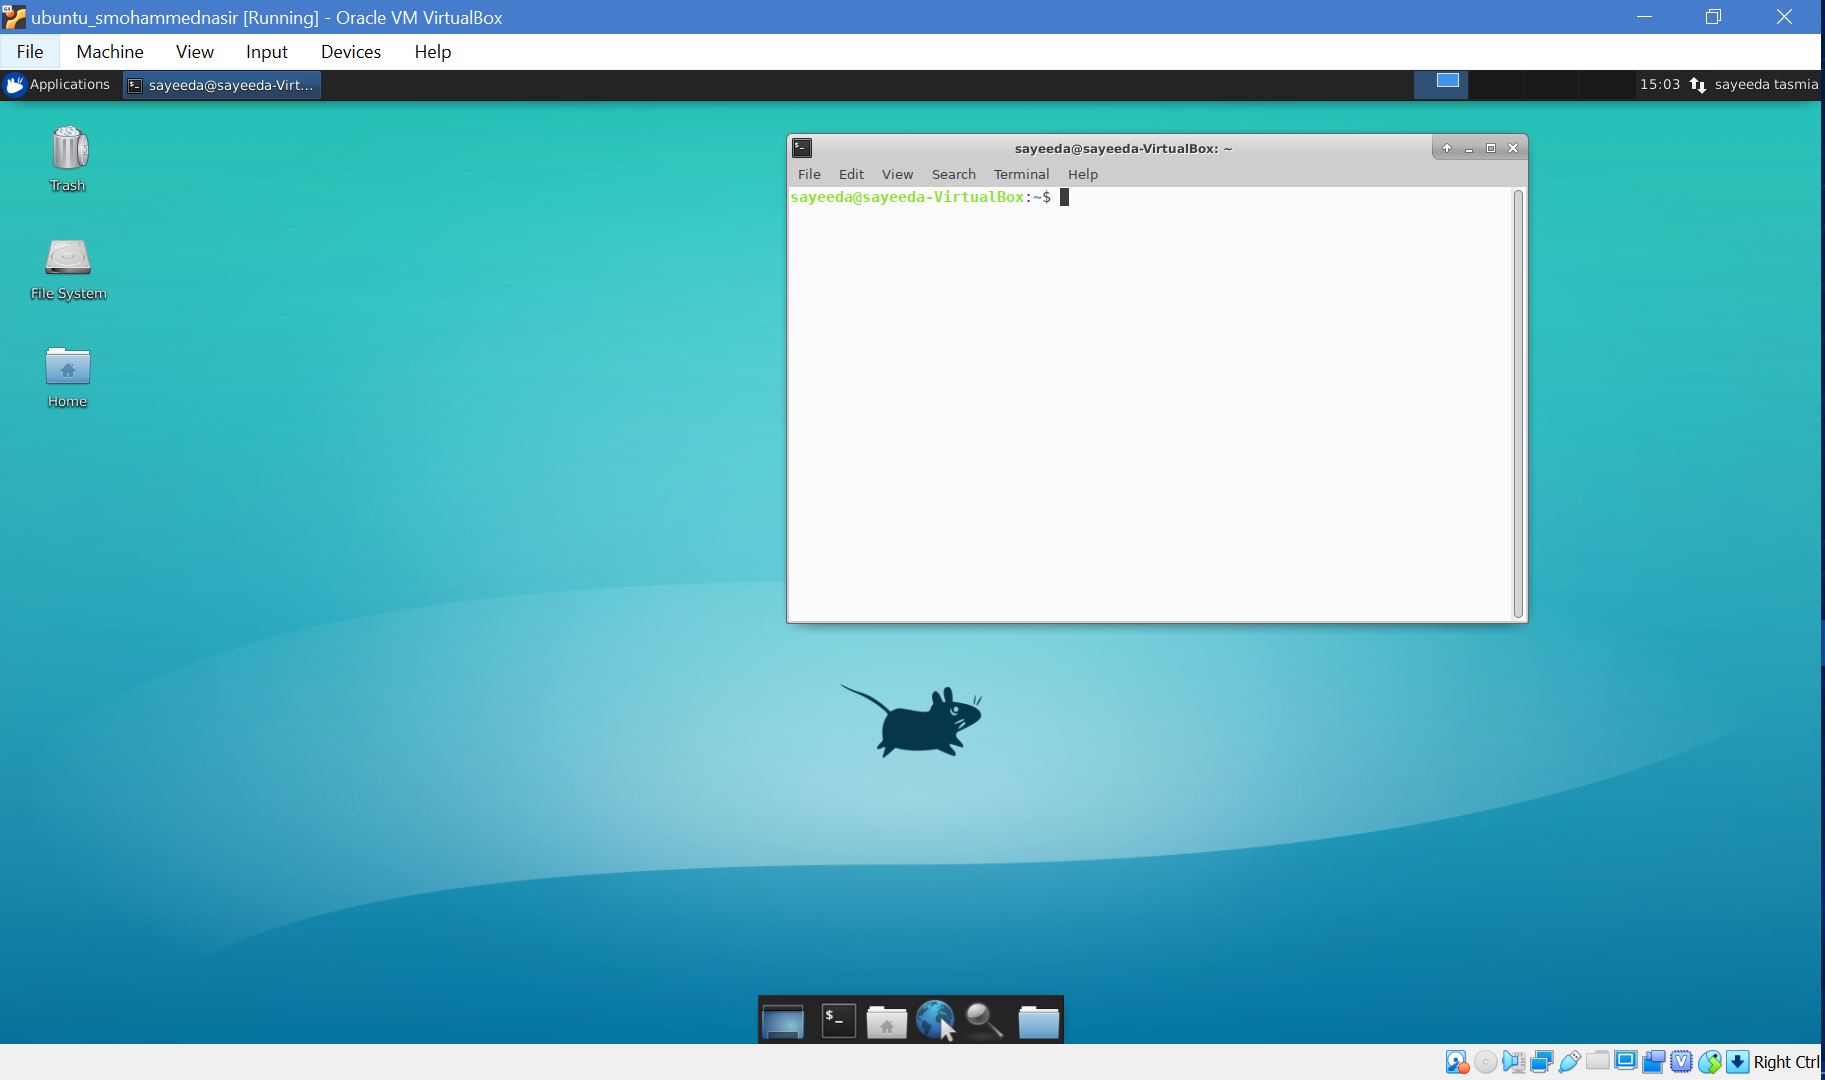 ubuntu_smohammednasir [Running] - Oracle VM VirtualBox
File Machine View Input Devices Help
Applications sayeeda@sayeeda-Virt... 15:03 sayeeda tasmia
Trash
File System
Home
sayeeda@sayeeda-VirtualBox: ~
File Edit View Search Terminal Help
sayeeda@sayeeda-VirtualBox:~$
$_
Right Ctrl